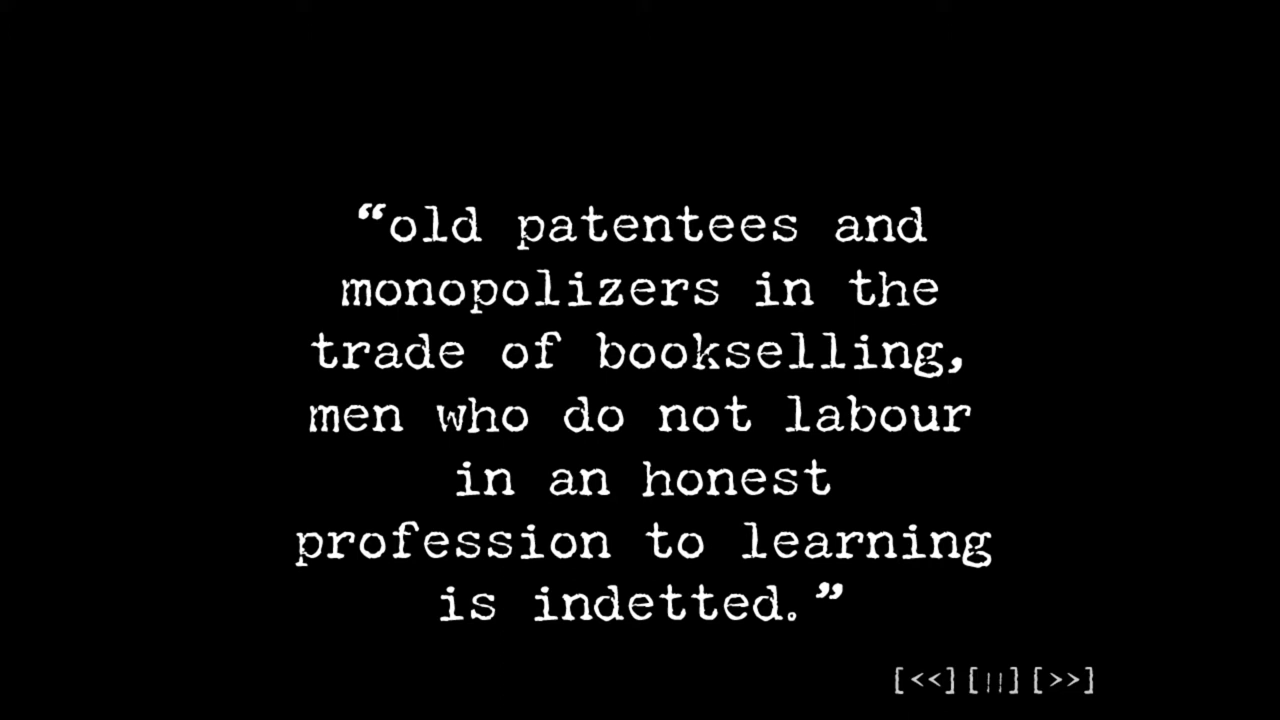 “old patentees and
monopolizers in the
trade of bookselling,
men who do not labour
in an honest
profession to learning
is indetted.”
[<<] [||] [>>]